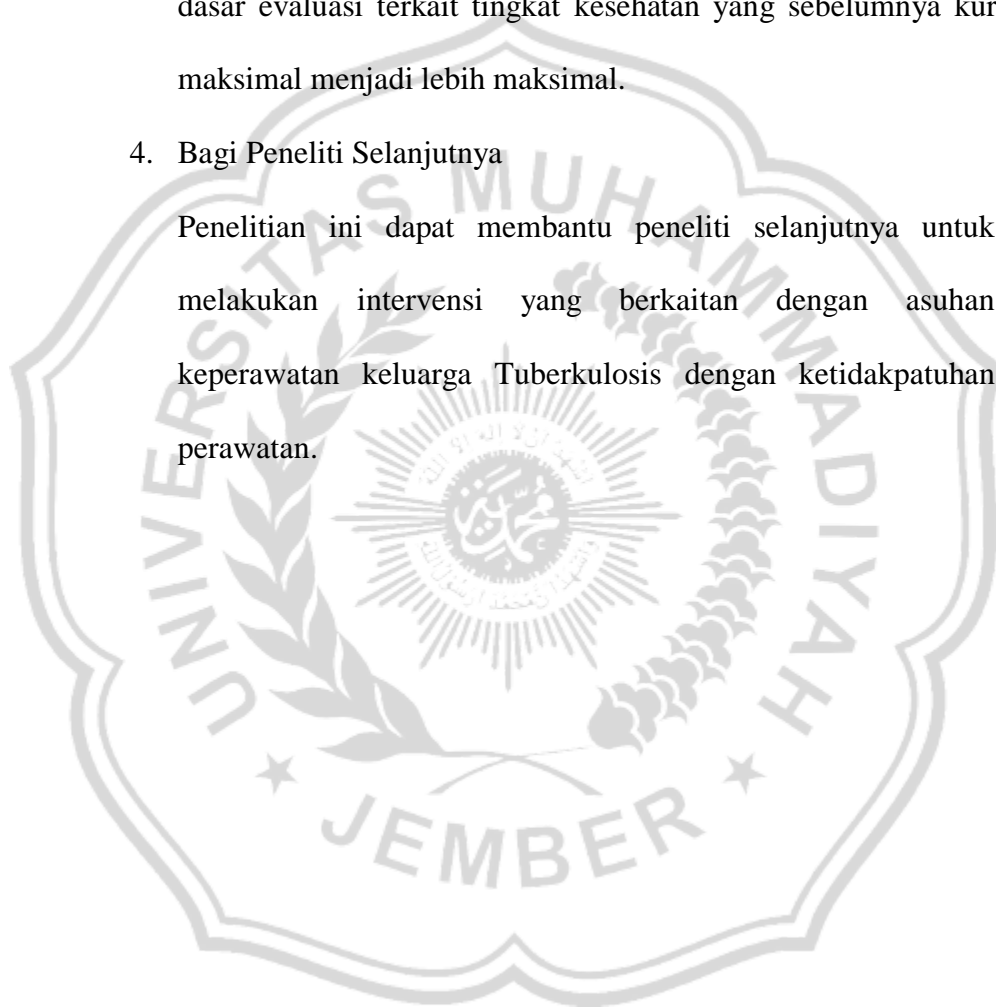 dasar evaluasi terkait tingkat kesehatan yang sebelumnya kur
maksimal menjadi lebih maksimal.
4. Bagi Peneliti Selanjutnya
Penelitian ini dapat membantu peneliti selanjutnya untuk
melakukan intervensi yang berkaitan dengan asuhan
keperawatan keluarga Tuberkulosis dengan ketidakpatuhan
perawatan.
UNIVERSITAS MUHAMMADIYAH
JEMBER